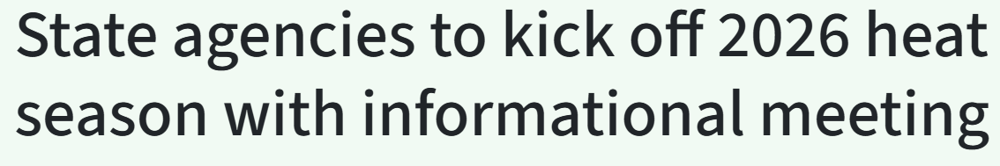 State agencies to kick off 2026 heat
season with informational meeting